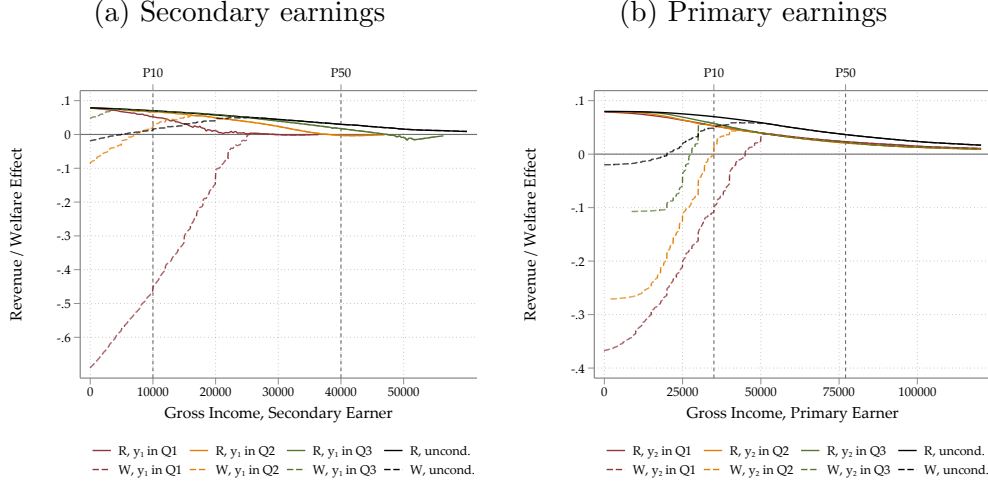 (a) Secondary earnings
P10 P50
.1
0
-.1
-.2
-.3
-.4
-.5
-.6
Revenue / Welfare Effect
0 10000 20000 30000 40000 50000
Gross Income, Secondary Earner
R, y₁ in Q1 R, y₁ in Q2 R, y₁ in Q3 R, uncond.
W, y₁ in Q1 W, y₁ in Q2 W, y₁ in Q3 W, uncond.
(b) Primary earnings
P10 P50
.1
0
-.1
-.2
-.3
-.4
Revenue / Welfare Effect
0 25000 50000 75000 100000
Gross Income, Primary Earner
R, y₂ in Q1 R, y₂ in Q2 R, y₂ in Q3 R, uncond.
W, y₂ in Q1 W, y₂ in Q2 W, y₂ in Q3 W, uncond.